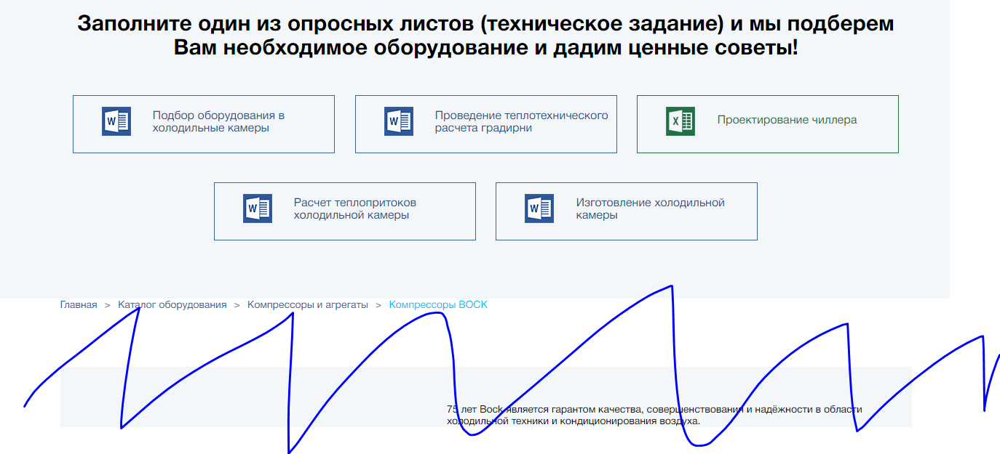 Заполните один из опросных листов (техническое задание) и мы подберем
Вам необходимое оборудование и дадим ценные советы!
W
Подбор оборудования в
холодильные камеры
W
Проведение теплотехнического
расчета градирни
X
Проектирование чиллера
W
Расчет теплопритоков
холодильной камеры
W
Изготовление холодильной
камеры
Главная > Каталог оборудования > Компрессоры и агрегаты > Компрессоры BOCK
75 лет Bock является гарантом качества, совершенствования и надёжности в области
холодильной техники и кондиционирования воздуха.